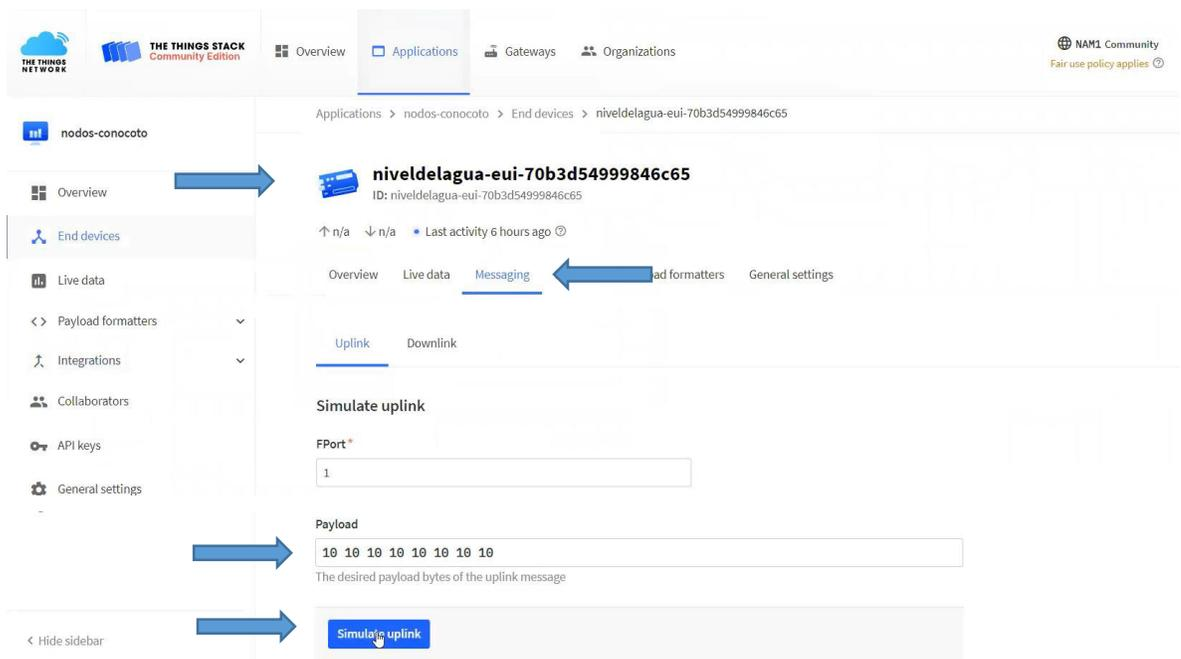 THE THINGS
NETWORK
THE THINGS STACK
Community Edition
Overview
Applications
Gateways
Organizations
NAM1 Community
Fair use policy applies
nodos-conocoto
Overview
End devices
Live data
Payload formatters
Integrations
Collaborators
API keys
General settings
< Hide sidebar
Applications > nodos-conocoto > End devices > niveldelagua-eui-70b3d54999846c65
niveldelagua-eui-70b3d54999846c65
ID: niveldelagua-eui-70b3d54999846c65
↑ n/a ↓ n/a • Last activity 6 hours ago
Overview Live data Messaging ad formatters General settings
Uplink Downlink
Simulate uplink
FPort*
1
Payload
10 10 10 10 10 10 10 10
The desired payload bytes of the uplink message
Simulate uplink